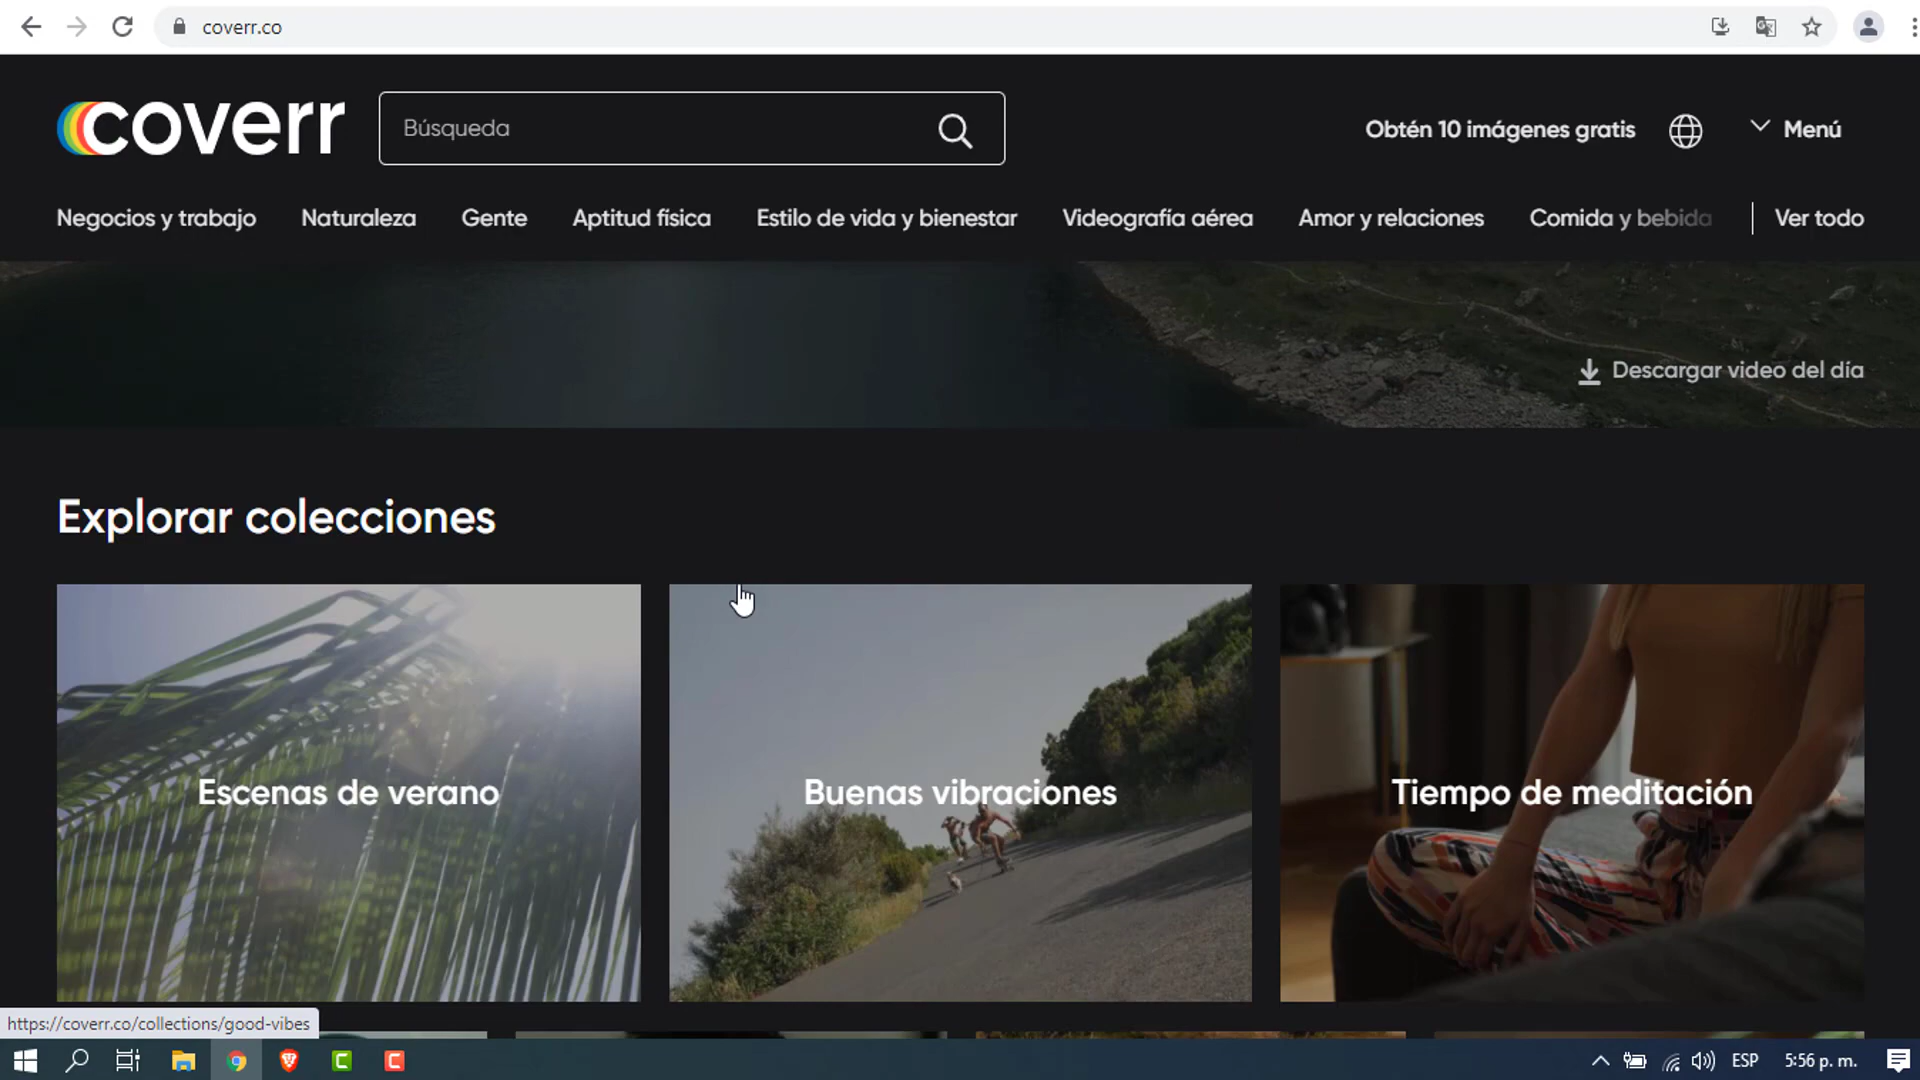 coverr.co
coverr
Búsqueda
Obtén 10 imágenes gratis
Menú
Negocios y trabajo
Naturaleza
Gente
Aptitud física
Estilo de vida y bienestar
Videografía aérea
Amor y relaciones
Comida y bebida
Ver todo
Descargar video del día
Explorar colecciones
Escenas de verano
Buenas vibraciones
Tiempo de meditación
https://coverr.co/collections/good-vibes
ESP
5:56 p. m.